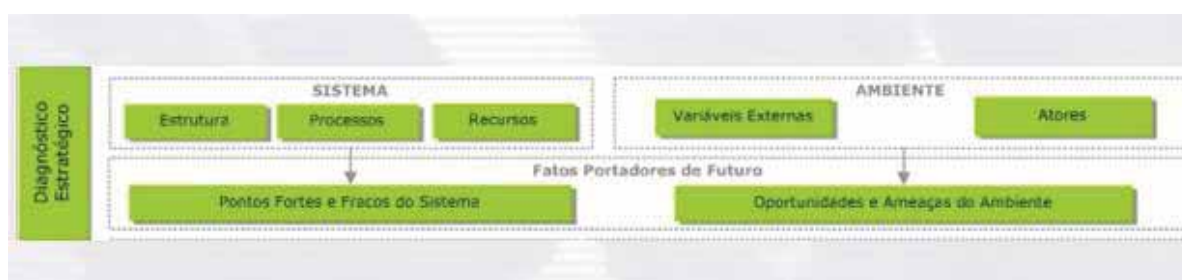 Diagnóstico
Estratégico
SISTEMA
Estrutura
Processos
Recursos
AMBIENTE
Variáveis Externas
Atores
Fatos Portadores de Futuro
Pontos Fortes e Fracos do Sistema
Oportunidades e Ameaças do Ambiente